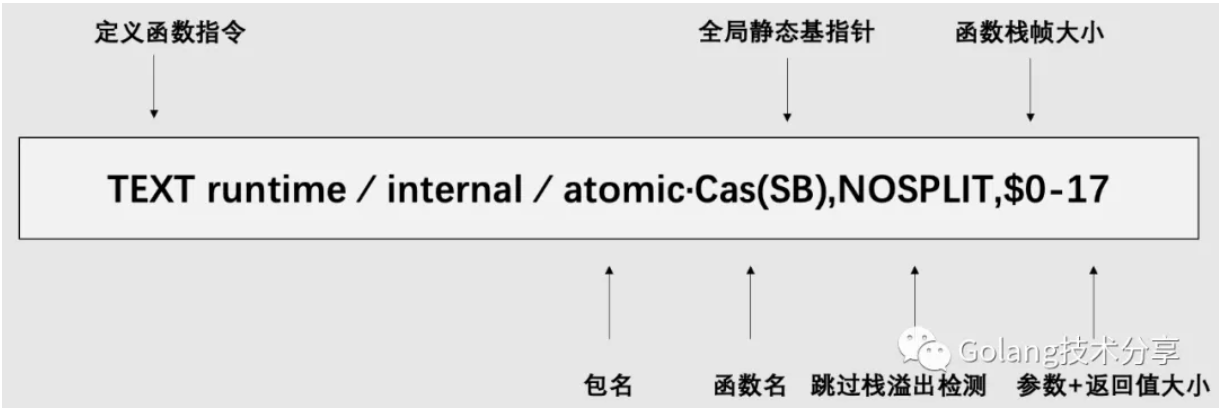 定义函数指令 全局静态基指针 函数栈帧大小
TEXT runtime / internal / atomic·Cas(SB),NOSPLIT,$0-17
Golang技术分享
包名 函数名 跳过栈溢出检测 参数+返回值大小